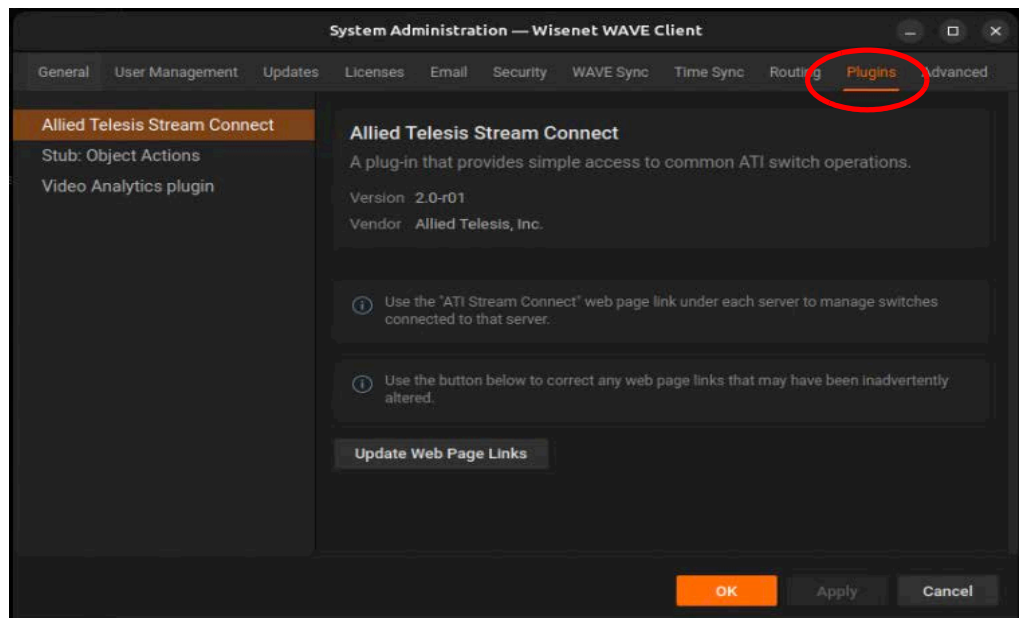 System Administration — Wisenet WAVE Client
General User Management Updates Licenses Email Security WAVE Sync Time Sync Routing Plugins Advanced
Allied Telesis Stream Connect
Stub: Object Actions
Video Analytics plugin
Allied Telesis Stream Connect
A plug-in that provides simple access to common ATI switch operations.
Version 2.0-r01
Vendor Allied Telesis, Inc.
Use the "ATI Stream Connect" web page link under each server to manage switches
connected to that server.
Use the button below to correct any web page links that may have been inadvertently
altered.
Update Web Page Links
OK Apply Cancel